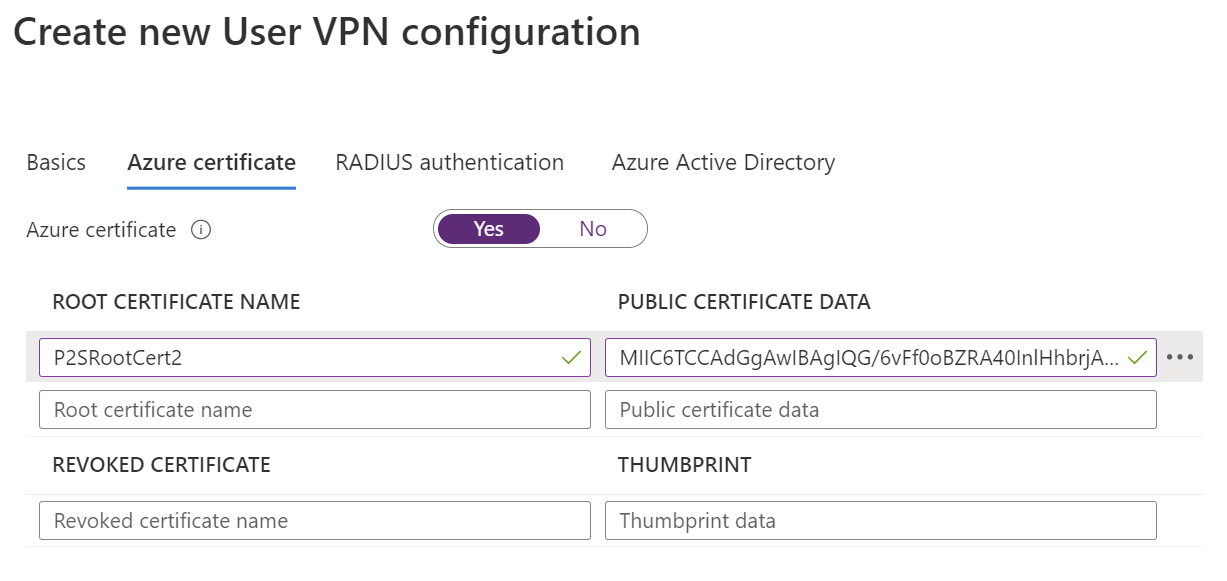 Create new User VPN configuration
Basics Azure certificate RADIUS authentication Azure Active Directory
Azure certificate Yes No
ROOT CERTIFICATE NAME PUBLIC CERTIFICATE DATA
P2SRootCert2 MIIC6TCCAdGgAwIBAgIQG/6vFf0oBZRA40InlHhbrjA...
Root certificate name Public certificate data
REVOKED CERTIFICATE THUMBPRINT
Revoked certificate name Thumbprint data